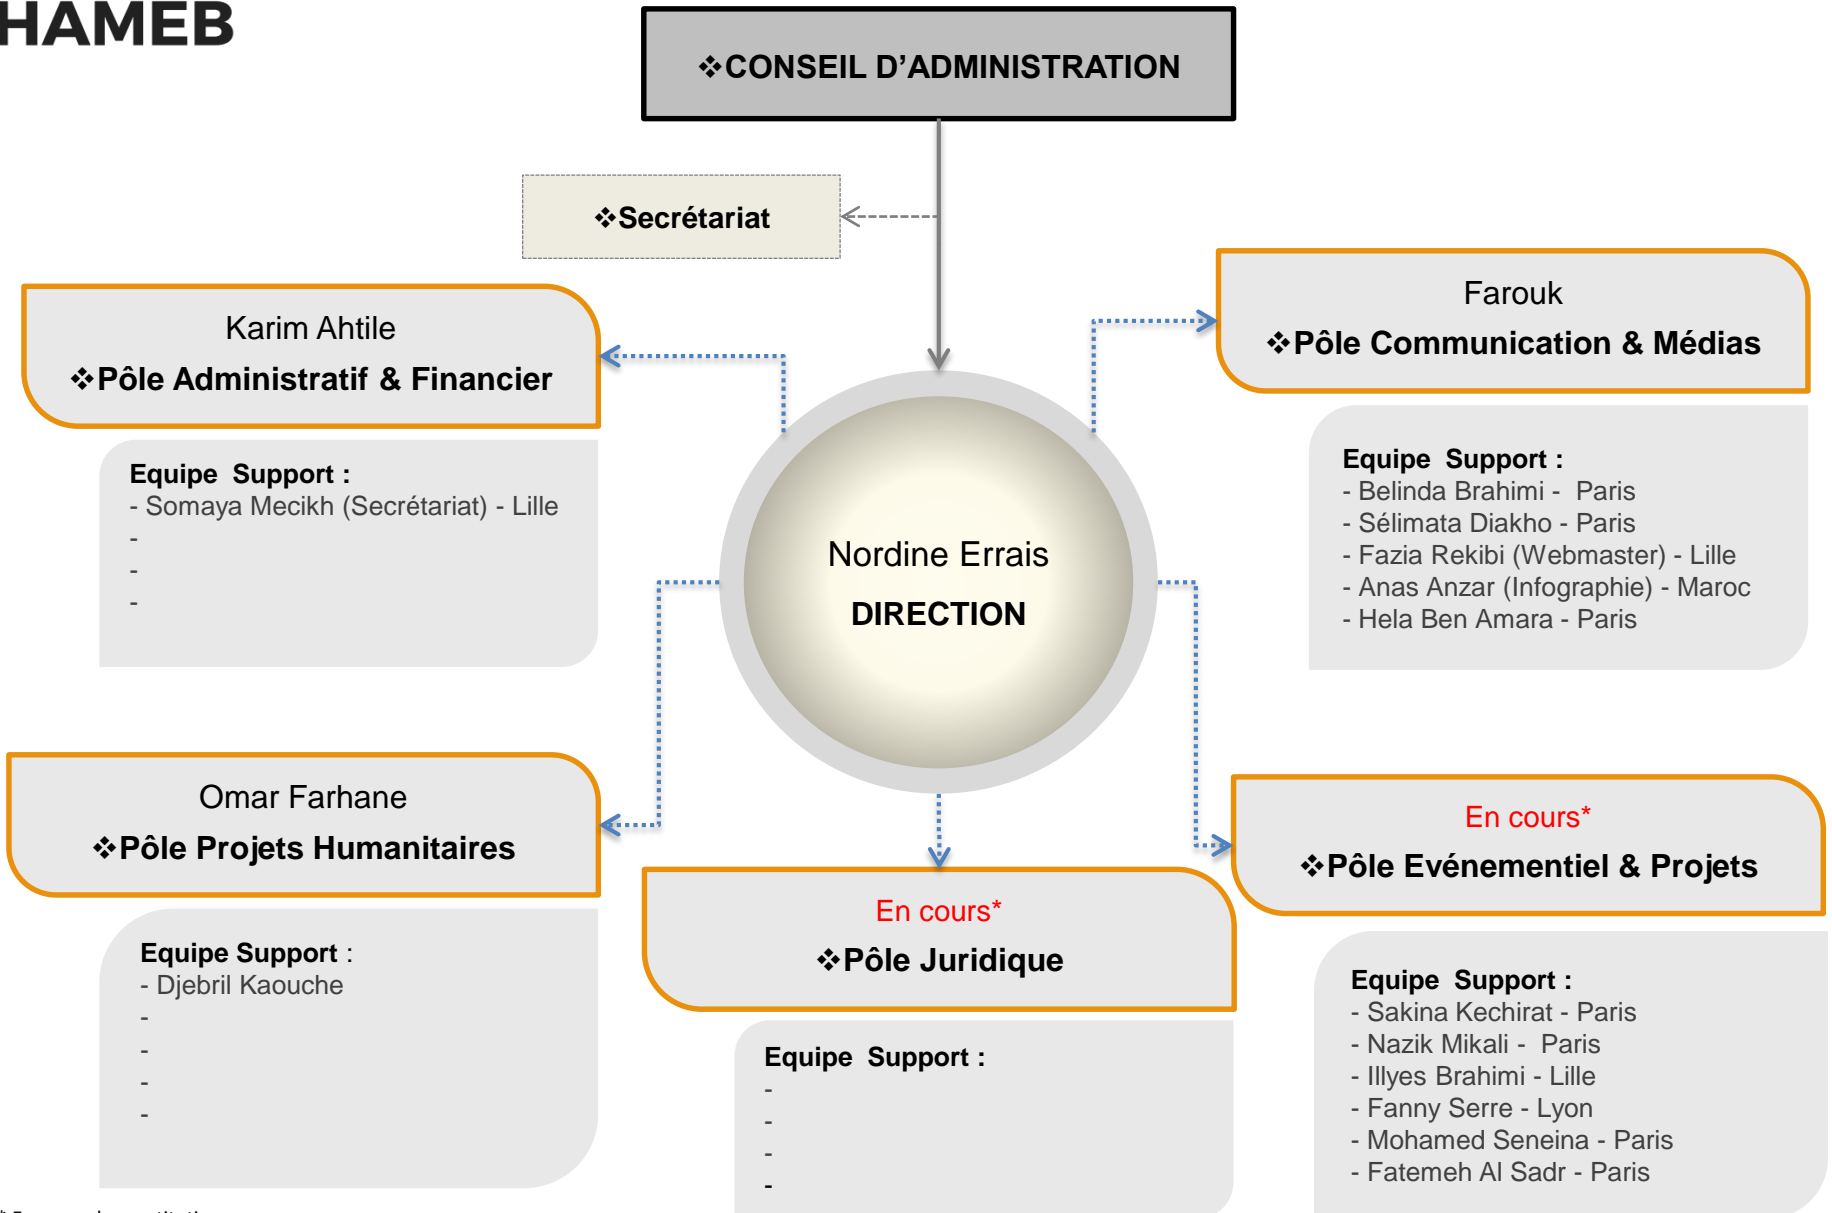 HAMEB
❖CONSEIL D’ADMINISTRATION
❖Secrétariat
Karim Ahtile
❖Pôle Administratif & Financier
Equipe Support :
- Somaya Mecikh (Secrétariat) - Lille
-
-
-
Farouk
❖Pôle Communication & Médias
Equipe Support :
- Belinda Brahimi - Paris
- Sélimata Diakho - Paris
- Fazia Rekibi (Webmaster) - Lille
- Anas Anzar (Infographie) - Maroc
- Hela Ben Amara - Paris
Nordine Errais
DIRECTION
Omar Farhane
❖Pôle Projets Humanitaires
Equipe Support :
- Djebril Kaouche
-
-
-
-
En cours*
❖Pôle Juridique
Equipe Support :
-
-
-
-
En cours*
❖Pôle Evénementiel & Projets
Equipe Support :
- Sakina Kechirat - Paris
- Nazik Mikali - Paris
- Illyes Brahimi - Lille
- Fanny Serre - Lyon
- Mohamed Seneina - Paris
- Fatemeh Al Sadr - Paris